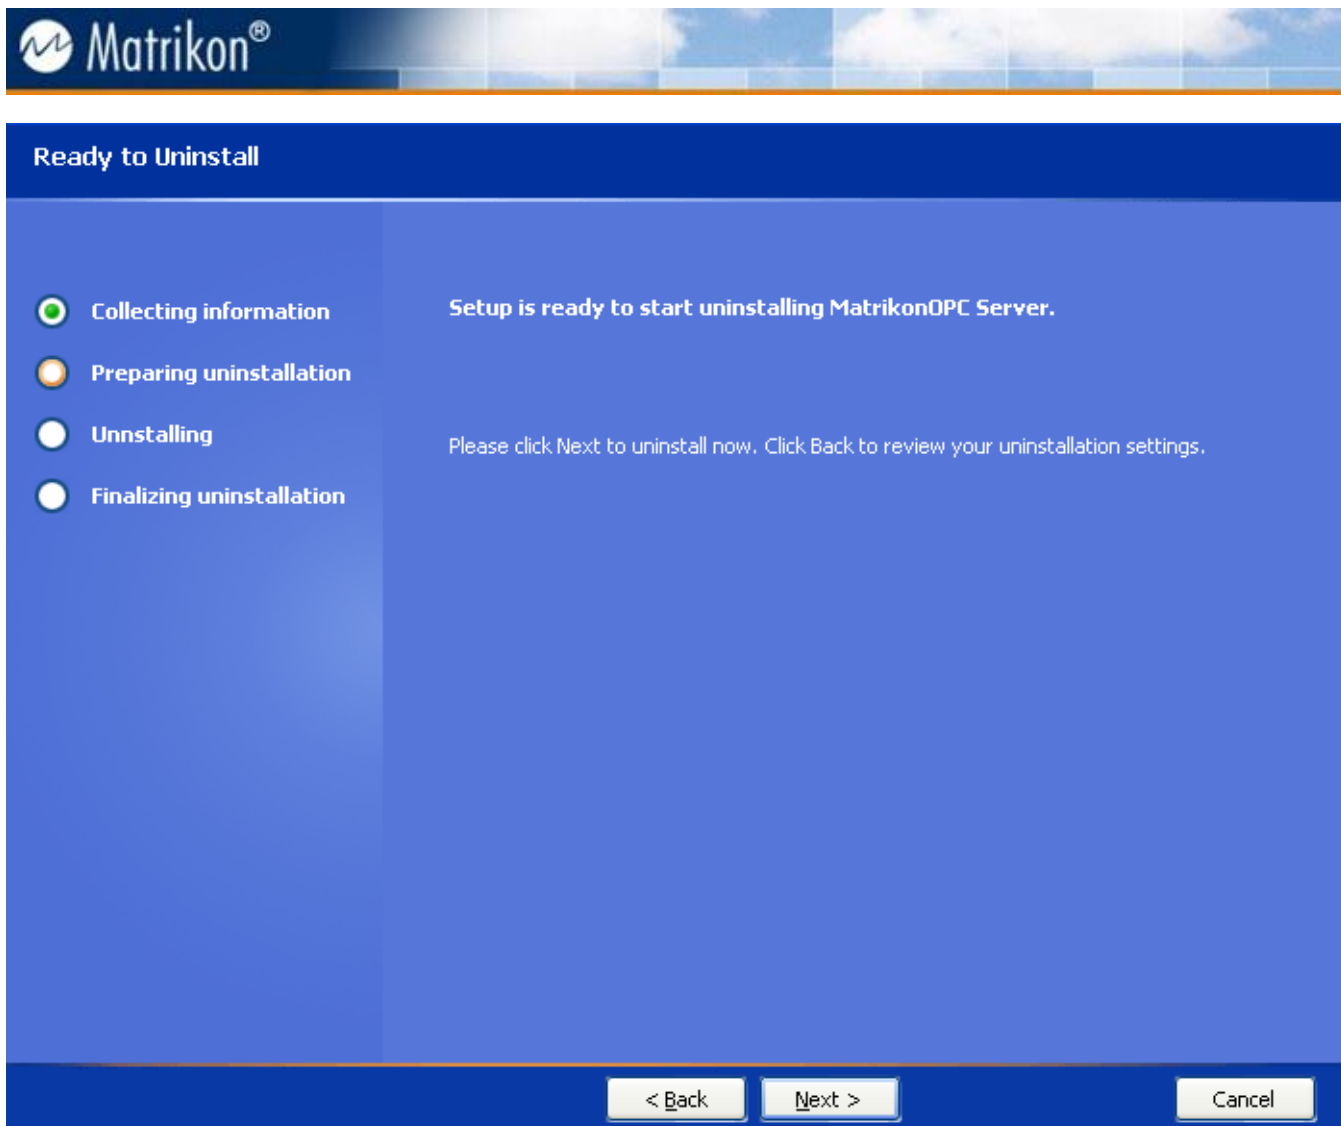 Matrikon®
Ready to Uninstall
Collecting information
Preparing uninstallation
Unnstalling
Finalizing uninstallation
Setup is ready to start uninstalling MatrikonOPC Server.
Please click Next to uninstall now. Click Back to review your uninstallation settings.
< Back
Next >
Cancel